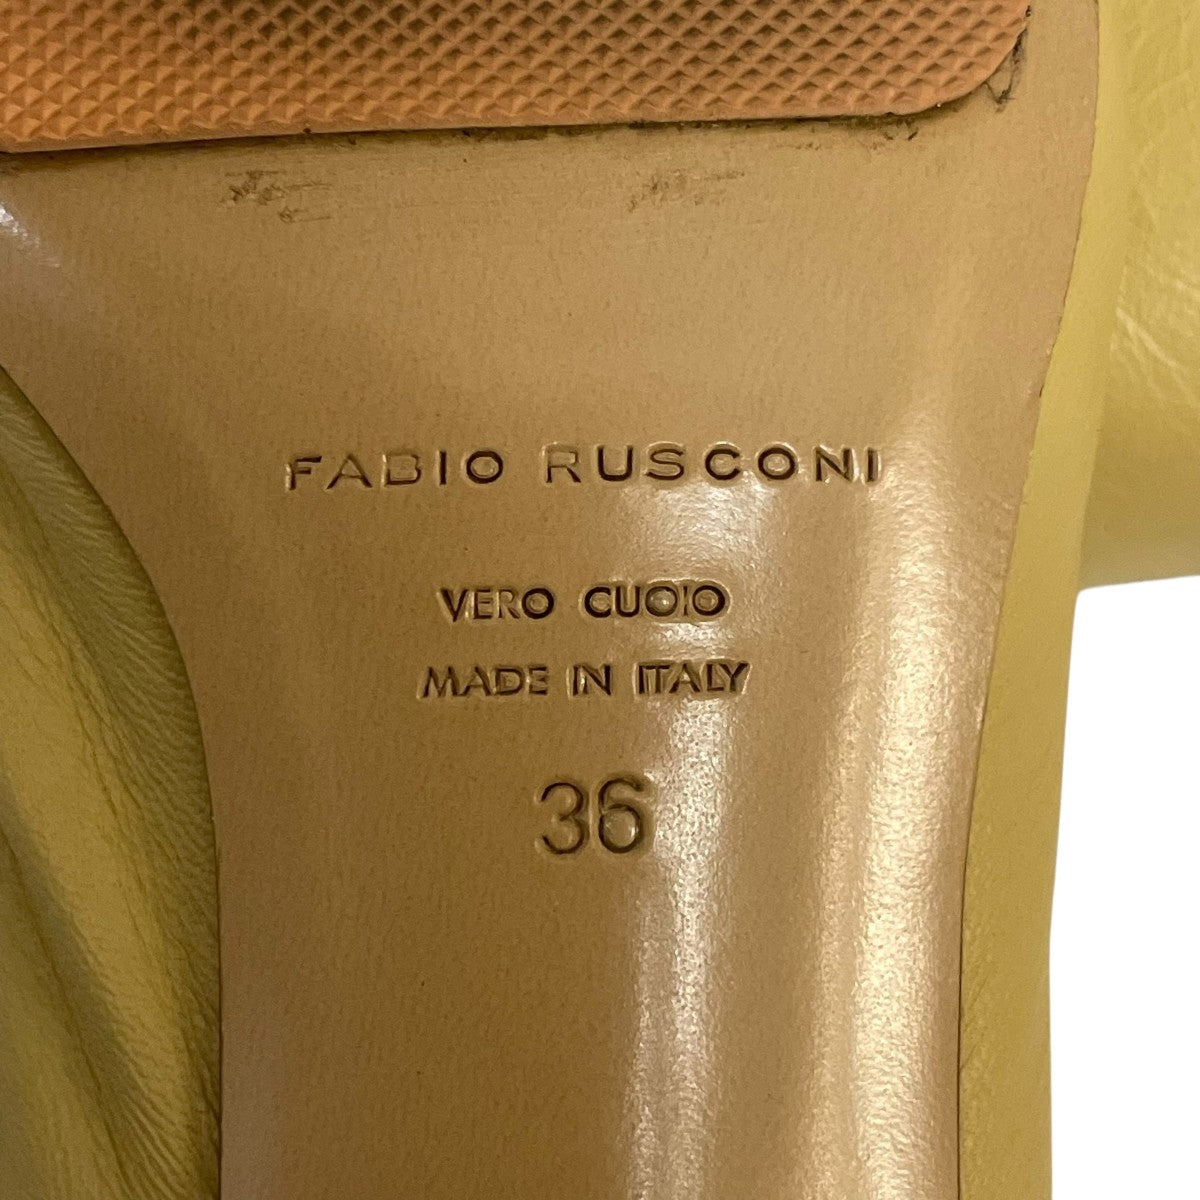 FABIO RUSCONI
VERO CUOIO
MADE IN ITALY
36